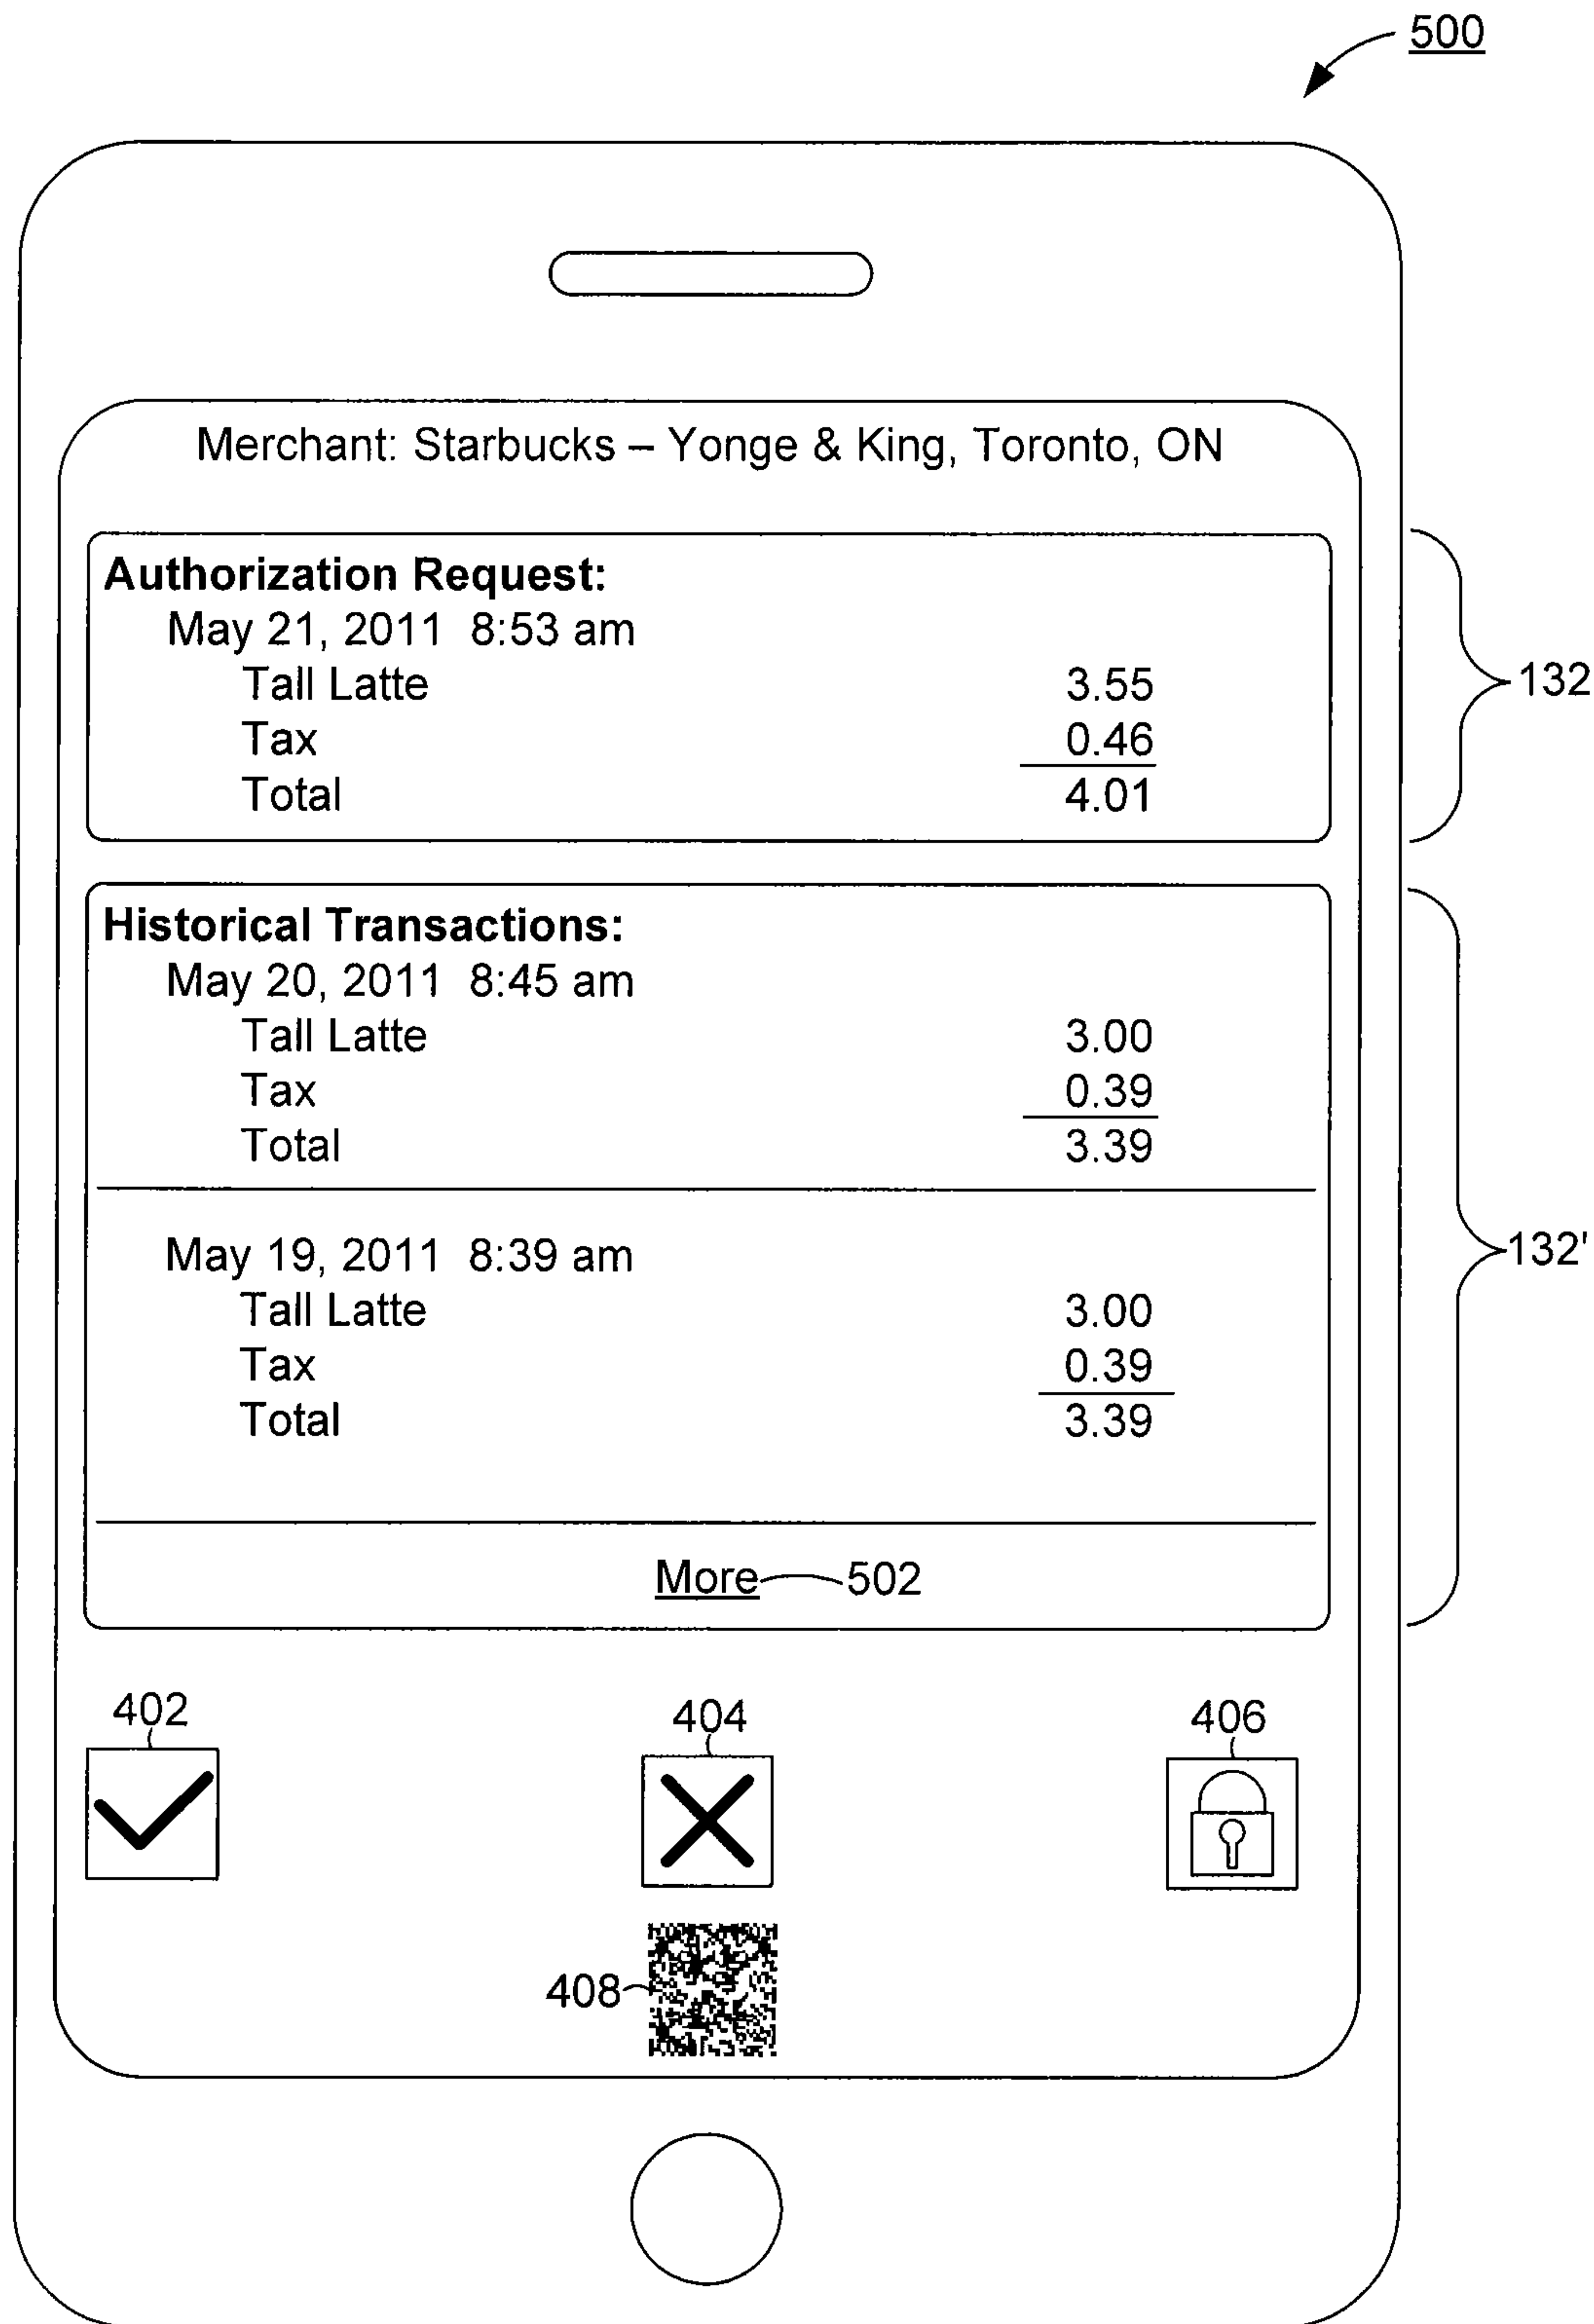 500
Merchant: Starbucks – Yonge & King, Toronto, ON
Authorization Request:
May 21, 2011 8:53 am
Tall Latte 3.55
Tax 0.46
Total 4.01
132
Historical Transactions:
May 20, 2011 8:45 am
Tall Latte 3.00
Tax 0.39
Total 3.39
May 19, 2011 8:39 am
Tall Latte 3.00
Tax 0.39
Total 3.39
132'
More 502
402 404 406
408